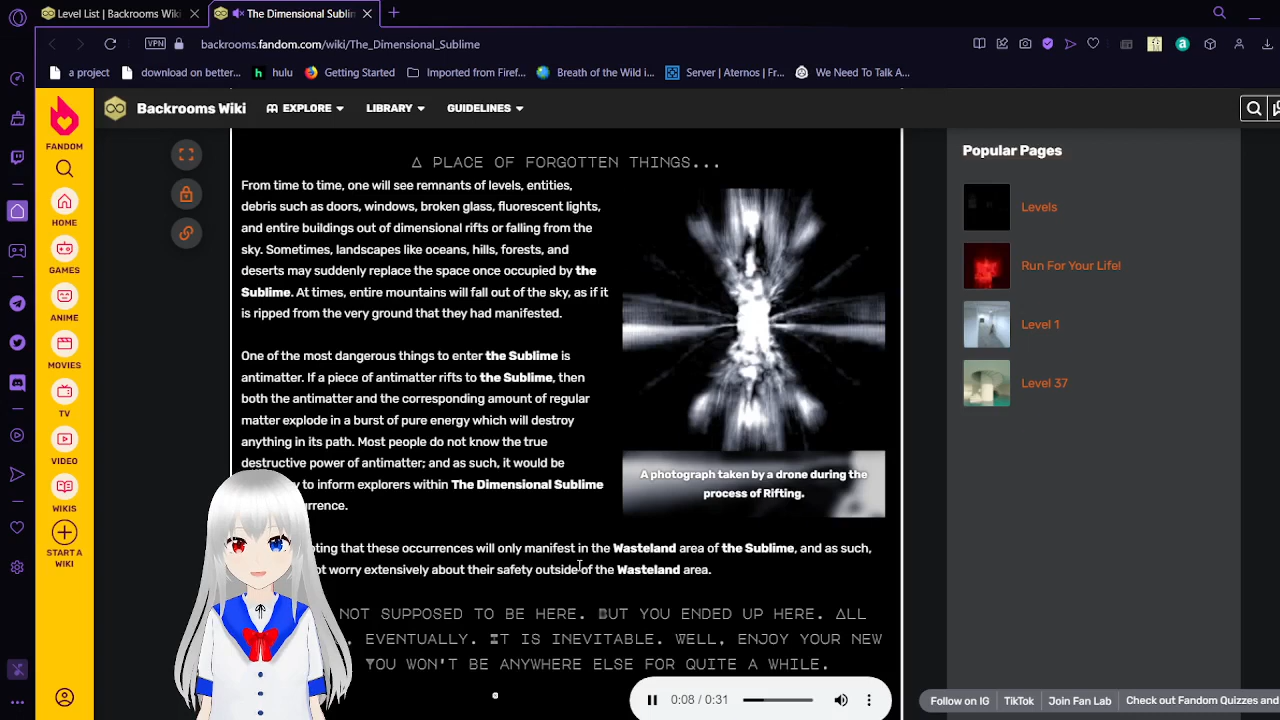 Level List | Backrooms Wiki
The Dimensional Sublim
VPN
backrooms.fandom.com/wiki/The_Dimensional_Sublime
a project
download on better...
hulu
Getting Started
Imported from Firef...
Breath of the Wild i...
Server | Aternos | Fr...
We Need To Talk A...
Backrooms Wiki
EXPLORE
LIBRARY
GUIDELINES
FANDOM
HOME
GAMES
ANIME
MOVIES
TV
VIDEO
WIKIS
START A
WIKI
A PLACE OF FORGOTTEN THINGS...
From time to time, one will see remnants of levels, entities,
debris such as doors, windows, broken glass, fluorescent lights,
and entire buildings out of dimensional rifts or falling from the
sky. Sometimes, landscapes like oceans, hills, forests, and
deserts may suddenly replace the space once occupied by the
Sublime. At times, entire mountains will fall out of the sky, as if it
is ripped from the very ground that they had manifested.
One of the most dangerous things to enter the Sublime is
antimatter. If a piece of antimatter rifts to the Sublime, then
both the antimatter and the corresponding amount of regular
matter explode in a burst of pure energy which will destroy
anything in its path. Most people do not know the true
destructive power of antimatter; and as such, it would be
to inform explorers within The Dimensional Sublime
A photograph taken by a drone during the
process of Rifting.
that these occurrences will only manifest in the Wasteland area of the Sublime, and as such,
worry extensively about their safety outside of the Wasteland area.
NOT SUPPOSED TO BE HERE. BUT YOU ENDED UP HERE. ALL
EVENTUALLY. IT IS INEVITABLE. WELL, ENJOY YOUR NEW
YOU WON'T BE ANYWHERE ELSE FOR QUITE A WHILE.
0:08 / 0:31
Popular Pages
Levels
Run For Your Life!
Level 1
Level 37
Follow on IG
TikTok
Join Fan Lab
Check out Fandom Quizzes and